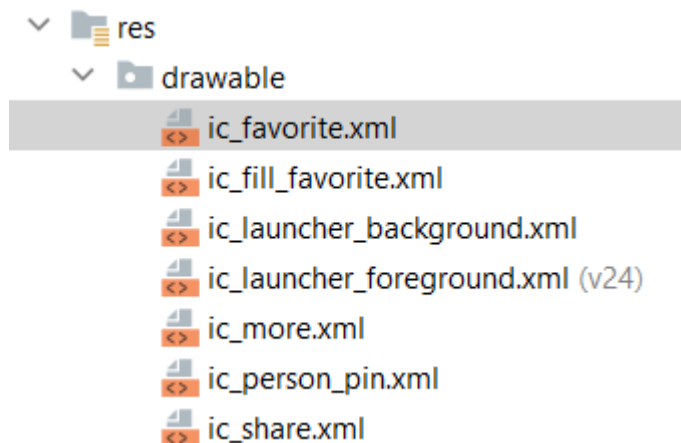 res
drawable
ic_favorite.xml
ic_fill_favorite.xml
ic_launcher_background.xml
ic_launcher_foreground.xml (v24)
ic_more.xml
ic_person_pin.xml
ic_share.xml